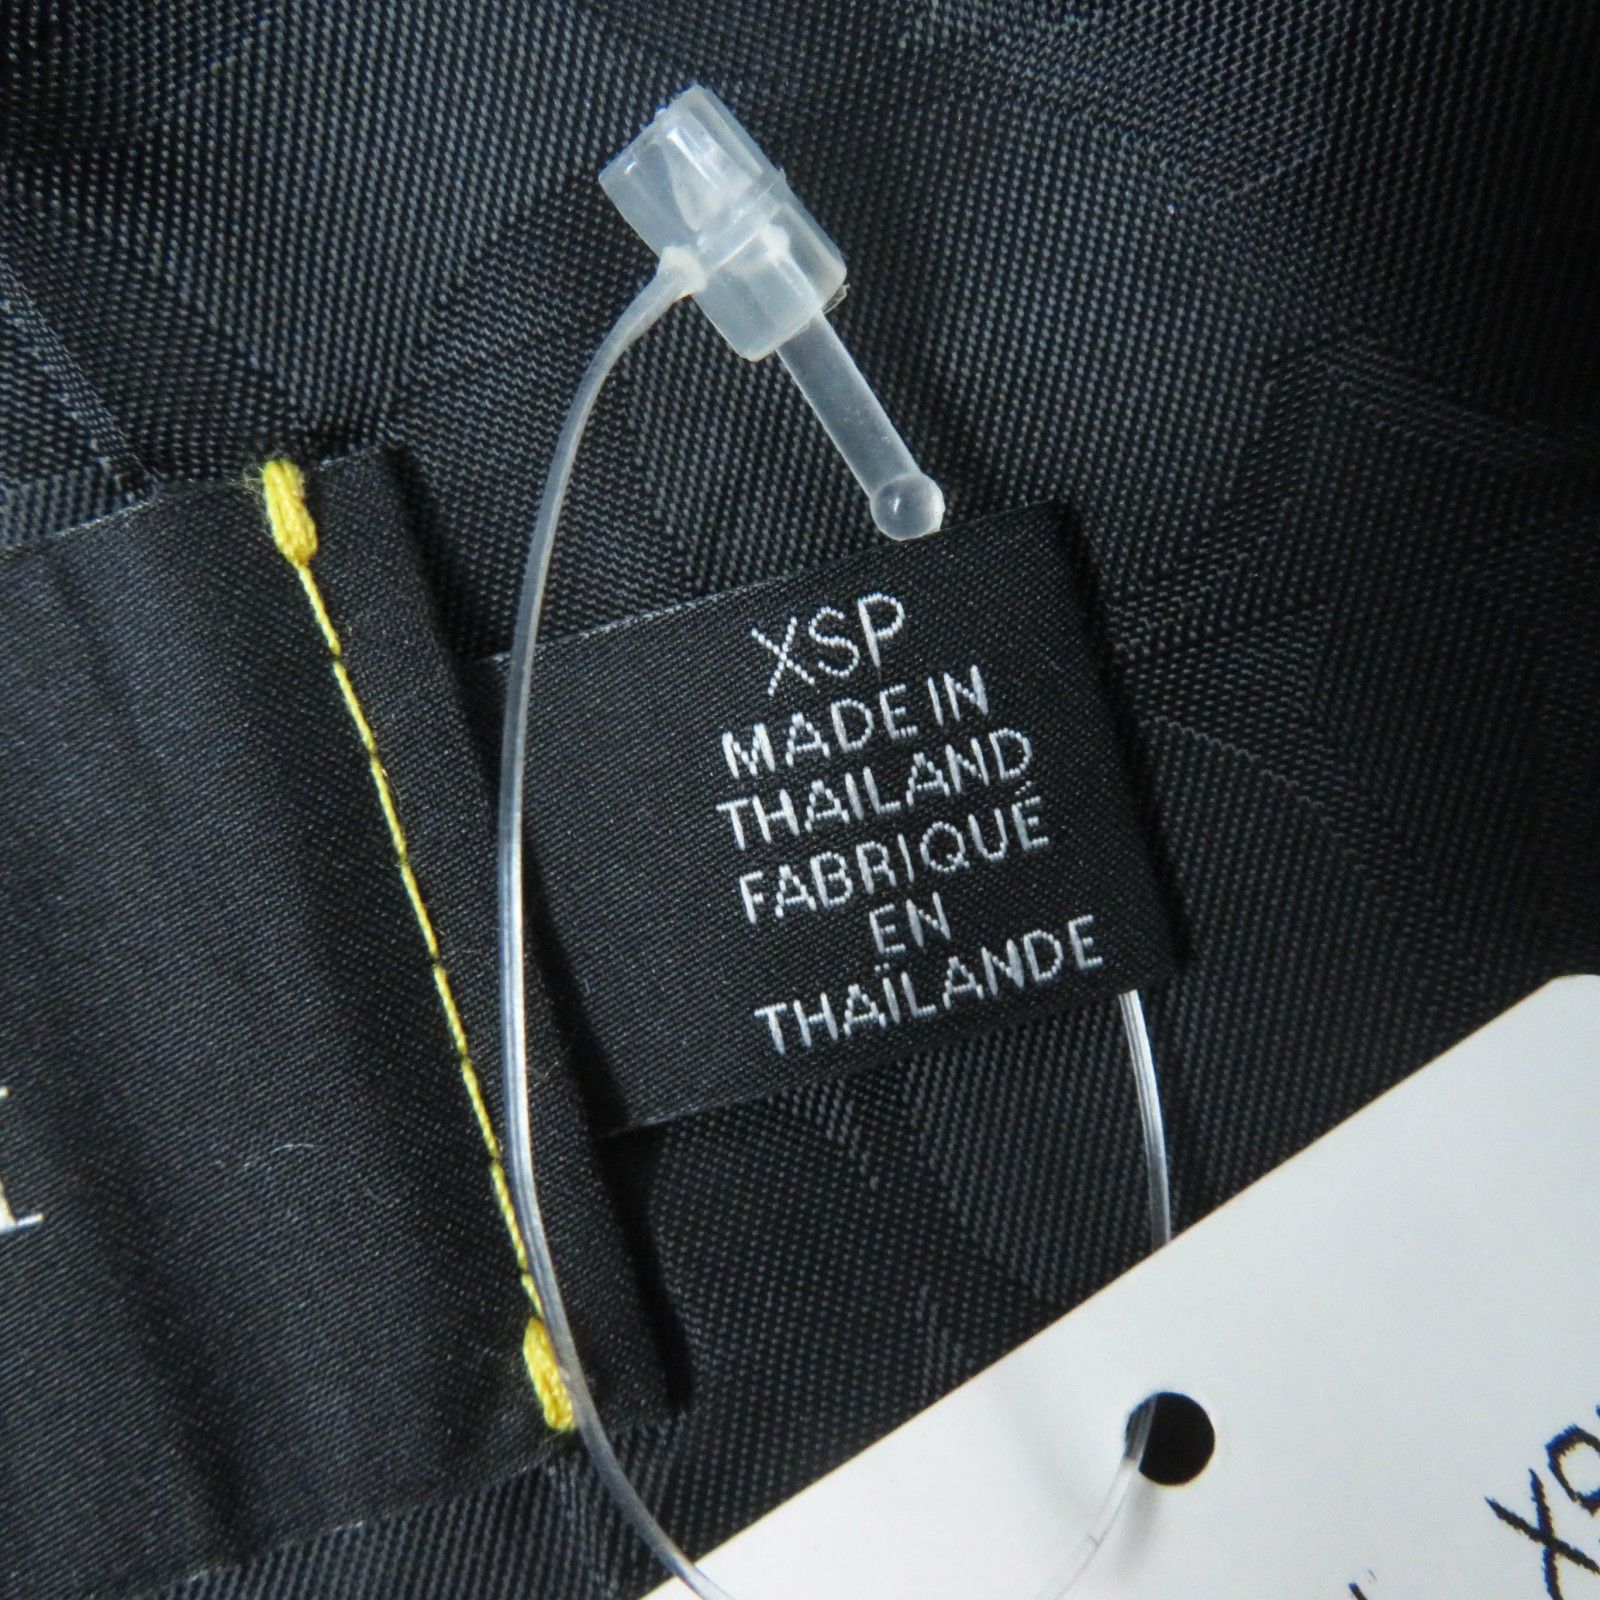 XSP
MADE IN
THAILAND
FABRIQUÉ
EN
THAÏLANDE